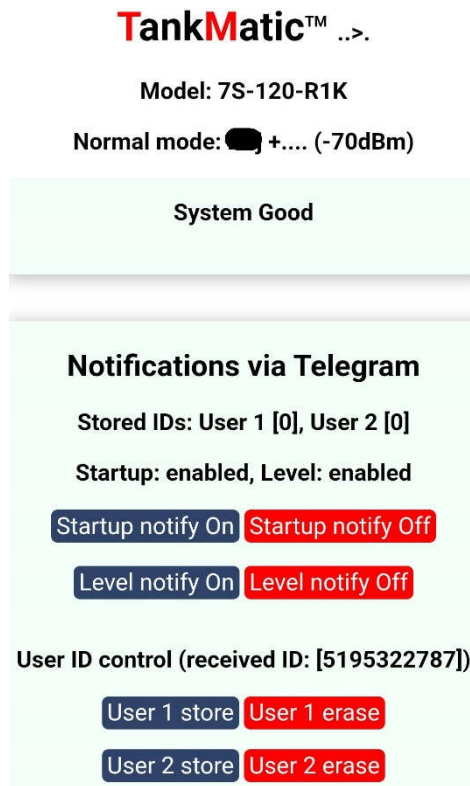 TankMatic™ ..>.
Model: 7S-120-R1K
Normal mode: +.... (-70dBm)
System Good
Notifications via Telegram
Stored IDs: User 1 [0], User 2 [0]
Startup: enabled, Level: enabled
Startup notify On Startup notify Off
Level notify On Level notify Off
User ID control (received ID: [5195322787])
User 1 store User 1 erase
User 2 store User 2 erase